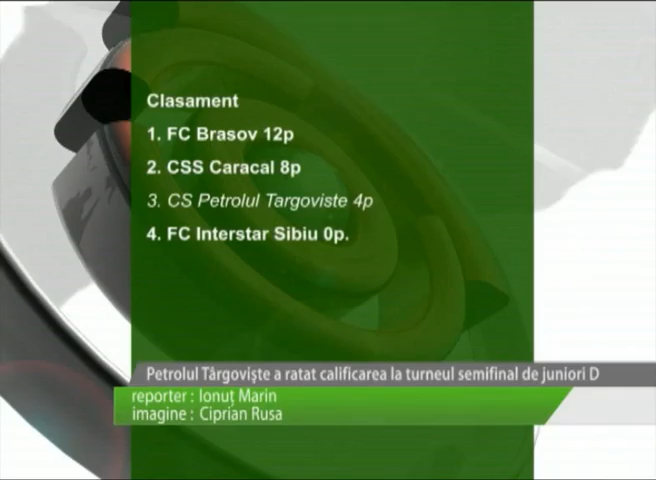 Clasament
1. FC Brasov 12p
2. CSS Caracal 8p
3. CS Petrolul Targoviste 4p
4. FC Interstar Sibiu 0p.
Petrolul Târgoviște a ratat calificarea la turneul semifinal de juniori D
reporter : Ionuț Marin
imagine : Ciprian Rusa